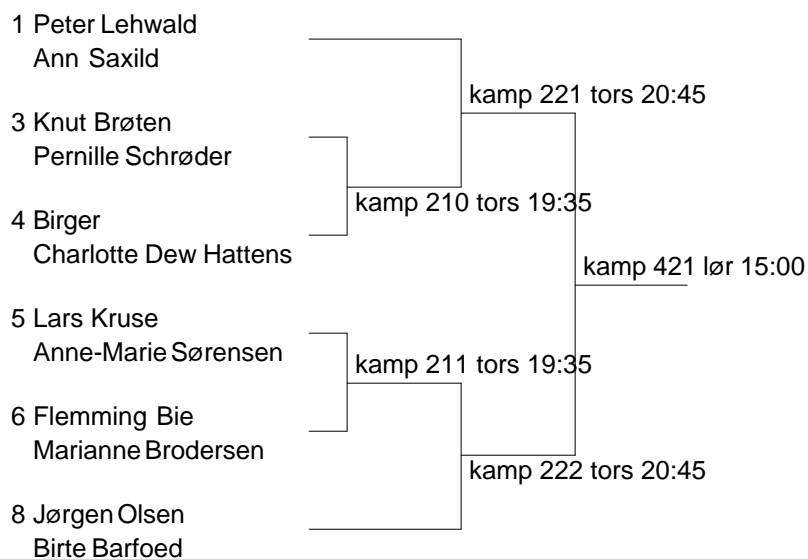 1 Peter Lehwald
Ann Saxild
kamp 221 tors 20:45
3 Knut Brøten
Pernille Schrøder
kamp 210 tors 19:35
4 Birger
Charlotte Dew Hattens
kamp 421 lør 15:00
5 Lars Kruse
Anne-Marie Sørensen
kamp 211 tors 19:35
6 Flemming Bie
Marianne Brodersen
kamp 222 tors 20:45
8 Jørgen Olsen
Birte Barfoed